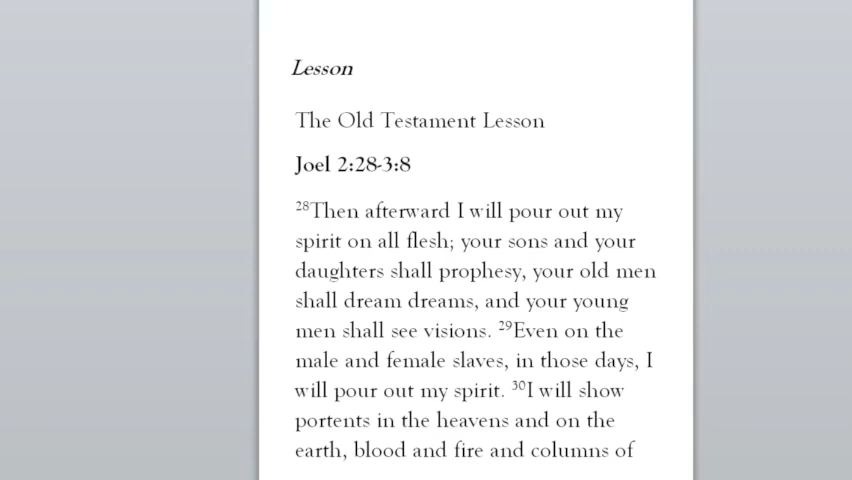 Lesson
The Old Testament Lesson
Joel 2:28-3:8
28Then afterward I will pour out my
spirit on all flesh; your sons and your
daughters shall prophesy, your old men
shall dream dreams, and your young
men shall see visions. 29Even on the
male and female slaves, in those days, I
will pour out my spirit. 30I will show
portents in the heavens and on the
earth, blood and fire and columns of